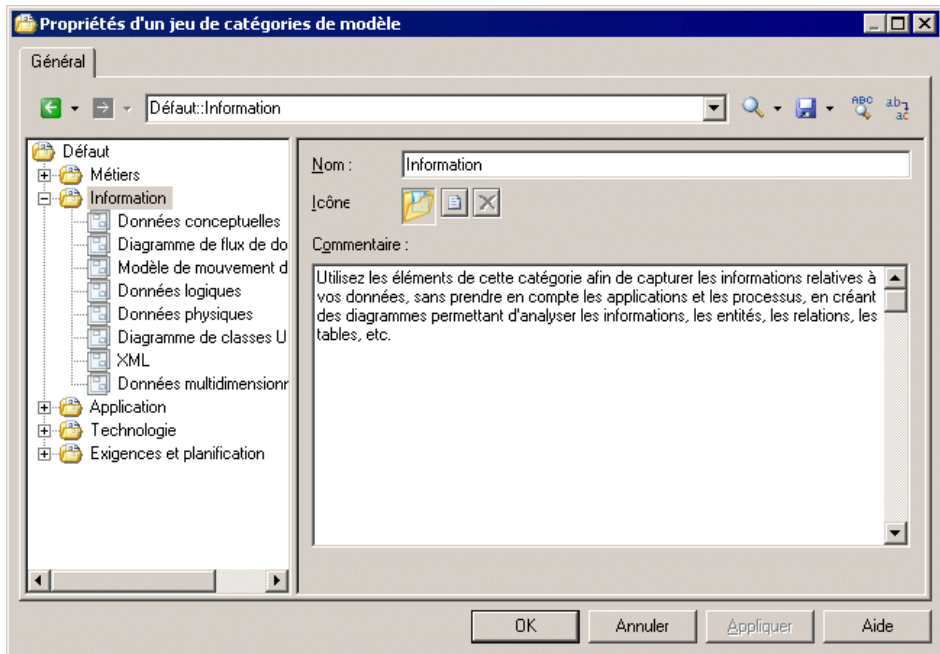 Propriétés d'un jeu de catégories de modèle
Général
Défaut::Information
ABC
ab
ac
Défaut
Métiers
Information
Données conceptuelles
Diagramme de flux de do
Modèle de mouvement d
Données logiques
Données physiques
Diagramme de classes U
XML
Données multidimensionr
Application
Technologie
Exigences et planification
Nom :
Information
Icône
Commentaire :
Utilisez les éléments de cette catégorie afin de capturer les informations relatives à
vos données, sans prendre en compte les applications et les processus, en créant
des diagrammes permettant d'analyser les informations, les entités, les relations, les
tables, etc.
OK
Annuler
Appliquer
Aide